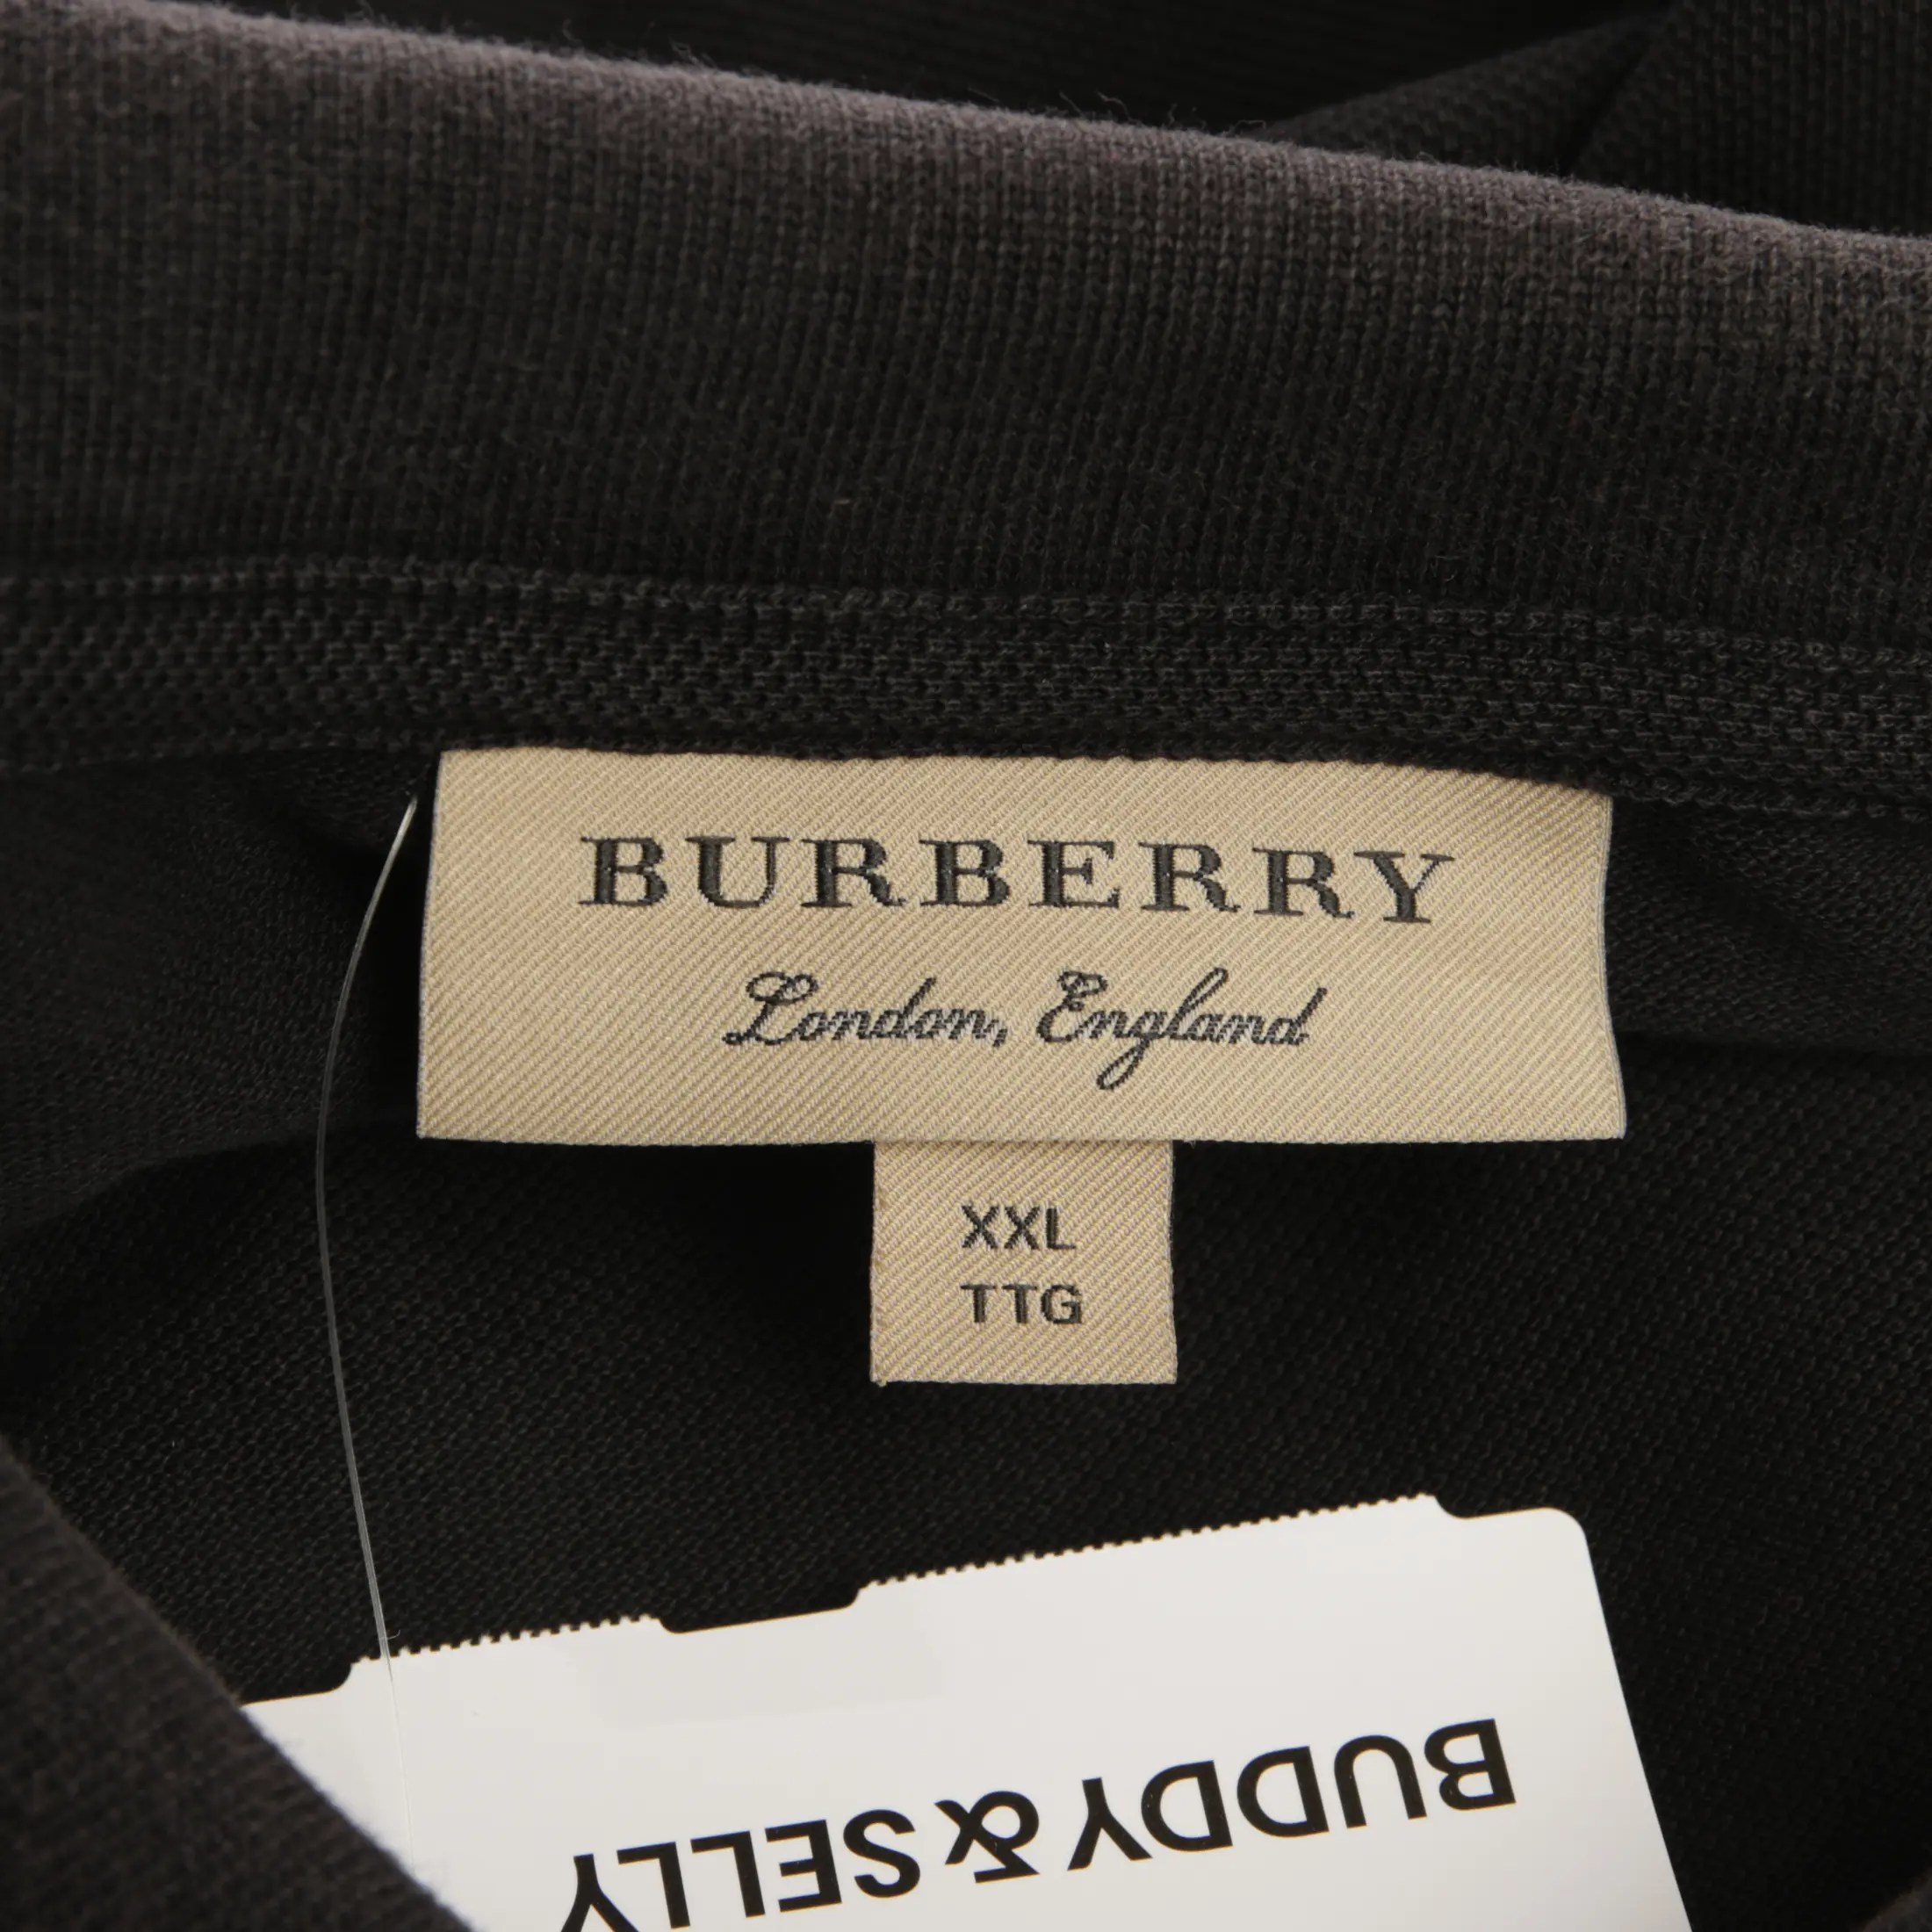 BURBERRY
London, England
XXL
TTG
BUDDY & SELLY